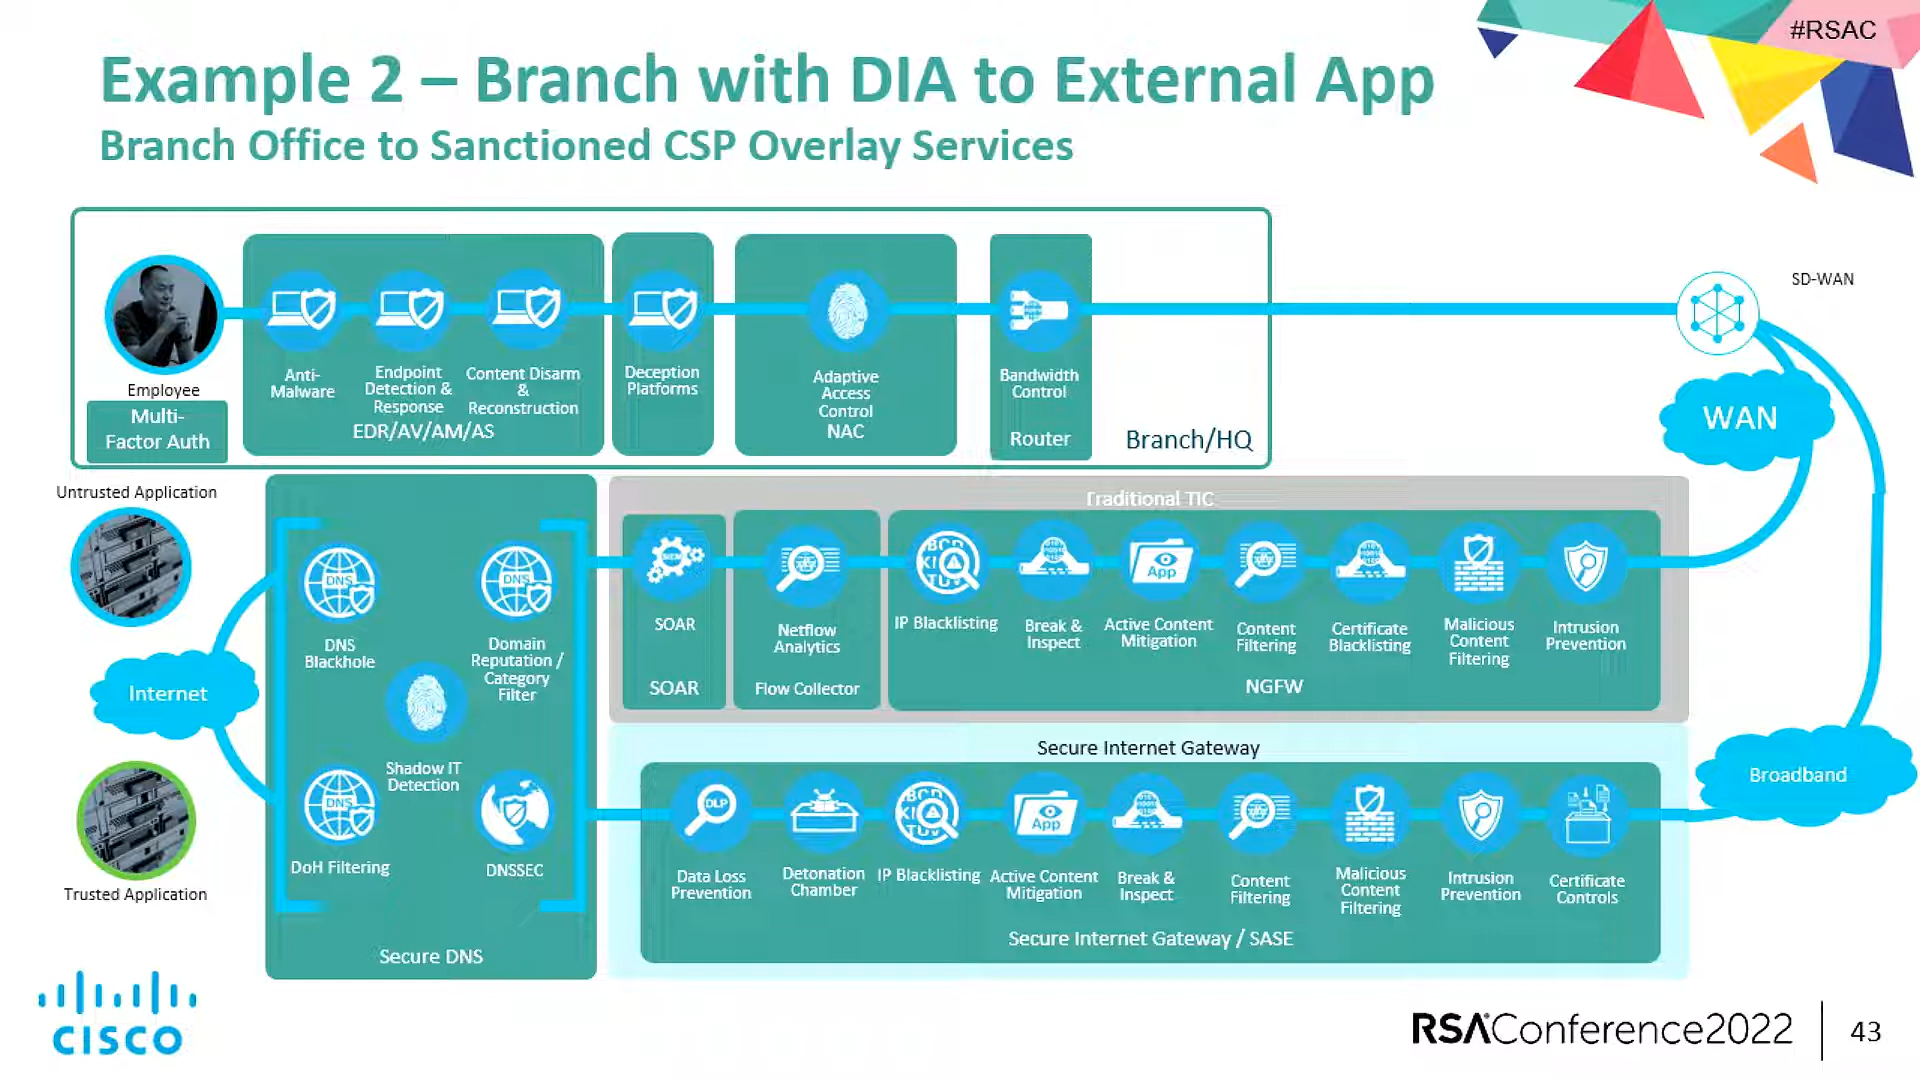 #RSAC
Example 2 – Branch with DIA to External App
Branch Office to Sanctioned CSP Overlay Services
Employee
Multi-
Factor Auth
Anti-
Malware
Endpoint
Detection &
Response
Content Disarm
&
Reconstruction
EDR/AV/AM/AS
Deception
Platforms
Adaptive
Access
Control
NAC
Bandwidth
Control
Router
Branch/HQ
SD-WAN
WAN
Untrusted Application
Internet
Trusted Application
DNS
DNS
Blackhole
DNS
Domain
Reputation /
Category
Filter
Shadow IT
Detection
DNS
DoH Filtering
DNSSEC
Secure DNS
Traditional TIC
SOAR
SOAR
Netflow
Analytics
Flow Collector
IP Blacklisting
Break &
Inspect
App
Active Content
Mitigation
Content
Filtering
Certificate
Blacklisting
Malicious
Content
Filtering
Intrusion
Prevention
NGFW
Secure Internet Gateway
DLP
Data Loss
Prevention
Detonation
Chamber
IP Blacklisting
App
Active Content
Mitigation
Break &
Inspect
Content
Filtering
Malicious
Content
Filtering
Intrusion
Prevention
Certificate
Controls
Secure Internet Gateway / SASE
Broadband
CISCO
RSAConference2022
43